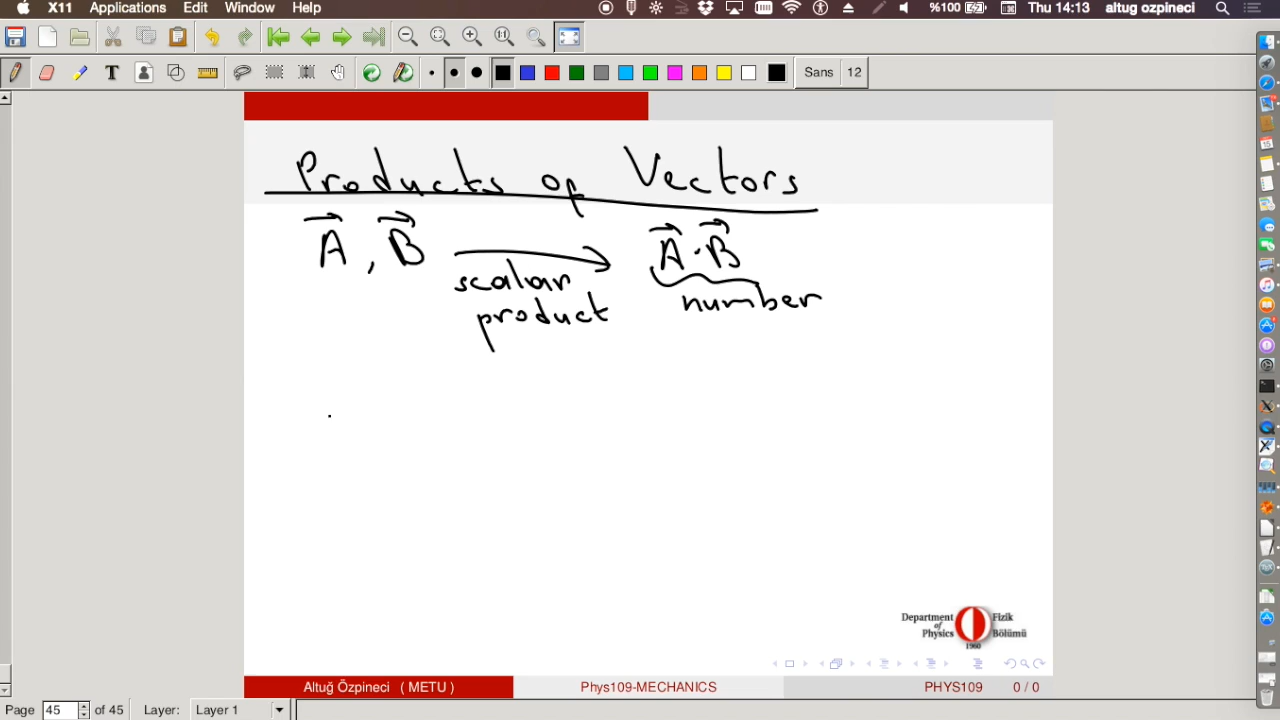 X11 Applications Edit Window Help %100 Thu 14:13 altug ozpineci
T 1:1 Sans 12
Products of Vectors
A , B A · B
scalar number
product
Department of Physics Fizik Bölümü
1960
Altuğ Özpineci ( METU ) Phys109-MECHANICS PHYS109 0 / 0
Page 45 of 45 Layer: Layer 1